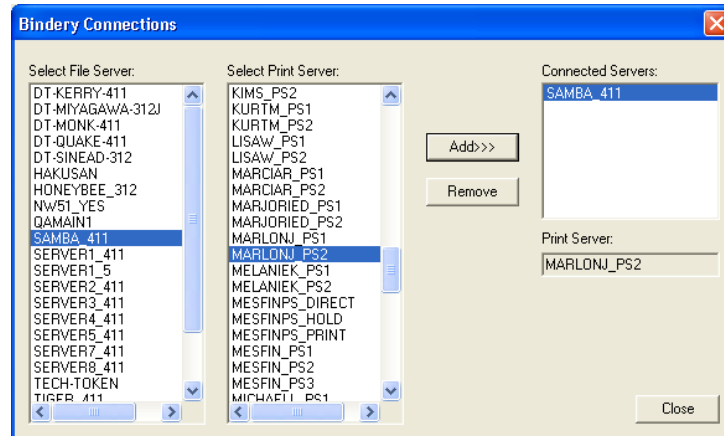 Bindery Connections
Select File Server:
DT-KERRY-411
DT-MIYAGAWA-312J
DT-MONK-411
DT-QUAKE-411
DT-SINEAD-312
HAKUSAN
HONEYBEE_312
NW51_YES
QAMAIN1
SAMBA_411
SERVER1_411
SERVER1_5
SERVER2_411
SERVER3_411
SERVER4_411
SERVER5_411
SERVER7_411
SERVER8_411
TECH-TOKEN
TIGER_411
Select Print Server:
KIMS_PS2
KURTM_PS1
KURTM_PS2
LISAW_PS1
LISAW_PS2
MARCIAR_PS1
MARCIAR_PS2
MARJORIED_PS1
MARJORIED_PS2
MARLONJ_PS1
MARLONJ_PS2
MELANIEK_PS1
MELANIEK_PS2
MESFINPS_DIRECT
MESFINPS_HOLD
MESFINPS_PRINT
MESFIN_PS1
MESFIN_PS2
MESFIN_PS3
MICHAELL_PS1
Add>>>
Remove
Connected Servers:
SAMBA_411
Print Server:
MARLONJ_PS2
Close